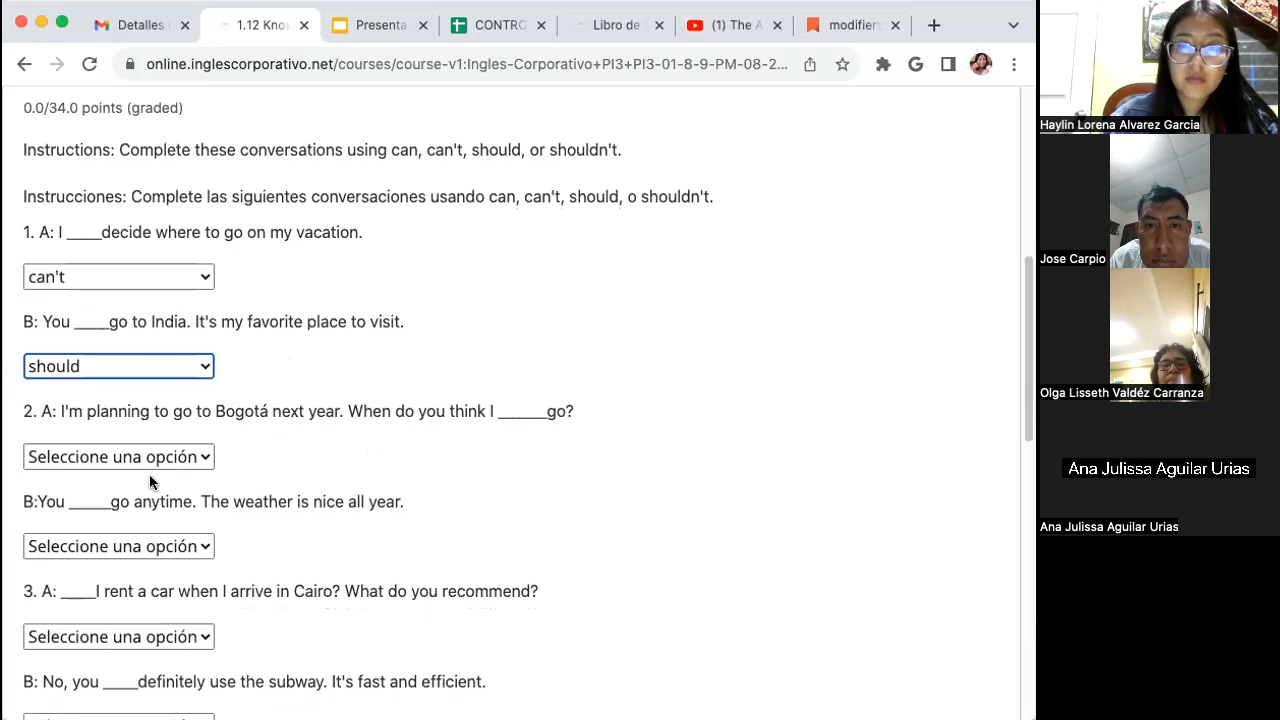 Detalles
1.12 Know
Presenta
CONTRO
Libro de
(1) The A
modifiers
online.inglescorporativo.net/courses/course-v1:Ingles-Corporativo+PI3+PI3-01-8-9-PM-08-2...
0.0/34.0 points (graded)
Instructions: Complete these conversations using can, can't, should, or shouldn't.
Instrucciones: Complete las siguientes conversaciones usando can, can't, should, o shouldn't.
1. A: I ____decide where to go on my vacation.
can't
B: You ____go to India. It's my favorite place to visit.
should
2. A: I'm planning to go to Bogotá next year. When do you think I ______go?
Seleccione una opción
B:You _____go anytime. The weather is nice all year.
Seleccione una opción
3. A: ____I rent a car when I arrive in Cairo? What do you recommend?
Seleccione una opción
B: No, you ____definitely use the subway. It's fast and efficient.
Haylin Lorena Alvarez Garcia
Jose Carpio
Olga Lisseth Valdéz Carranza
Ana Julissa Aguilar Urias
Ana Julissa Aguilar Urias